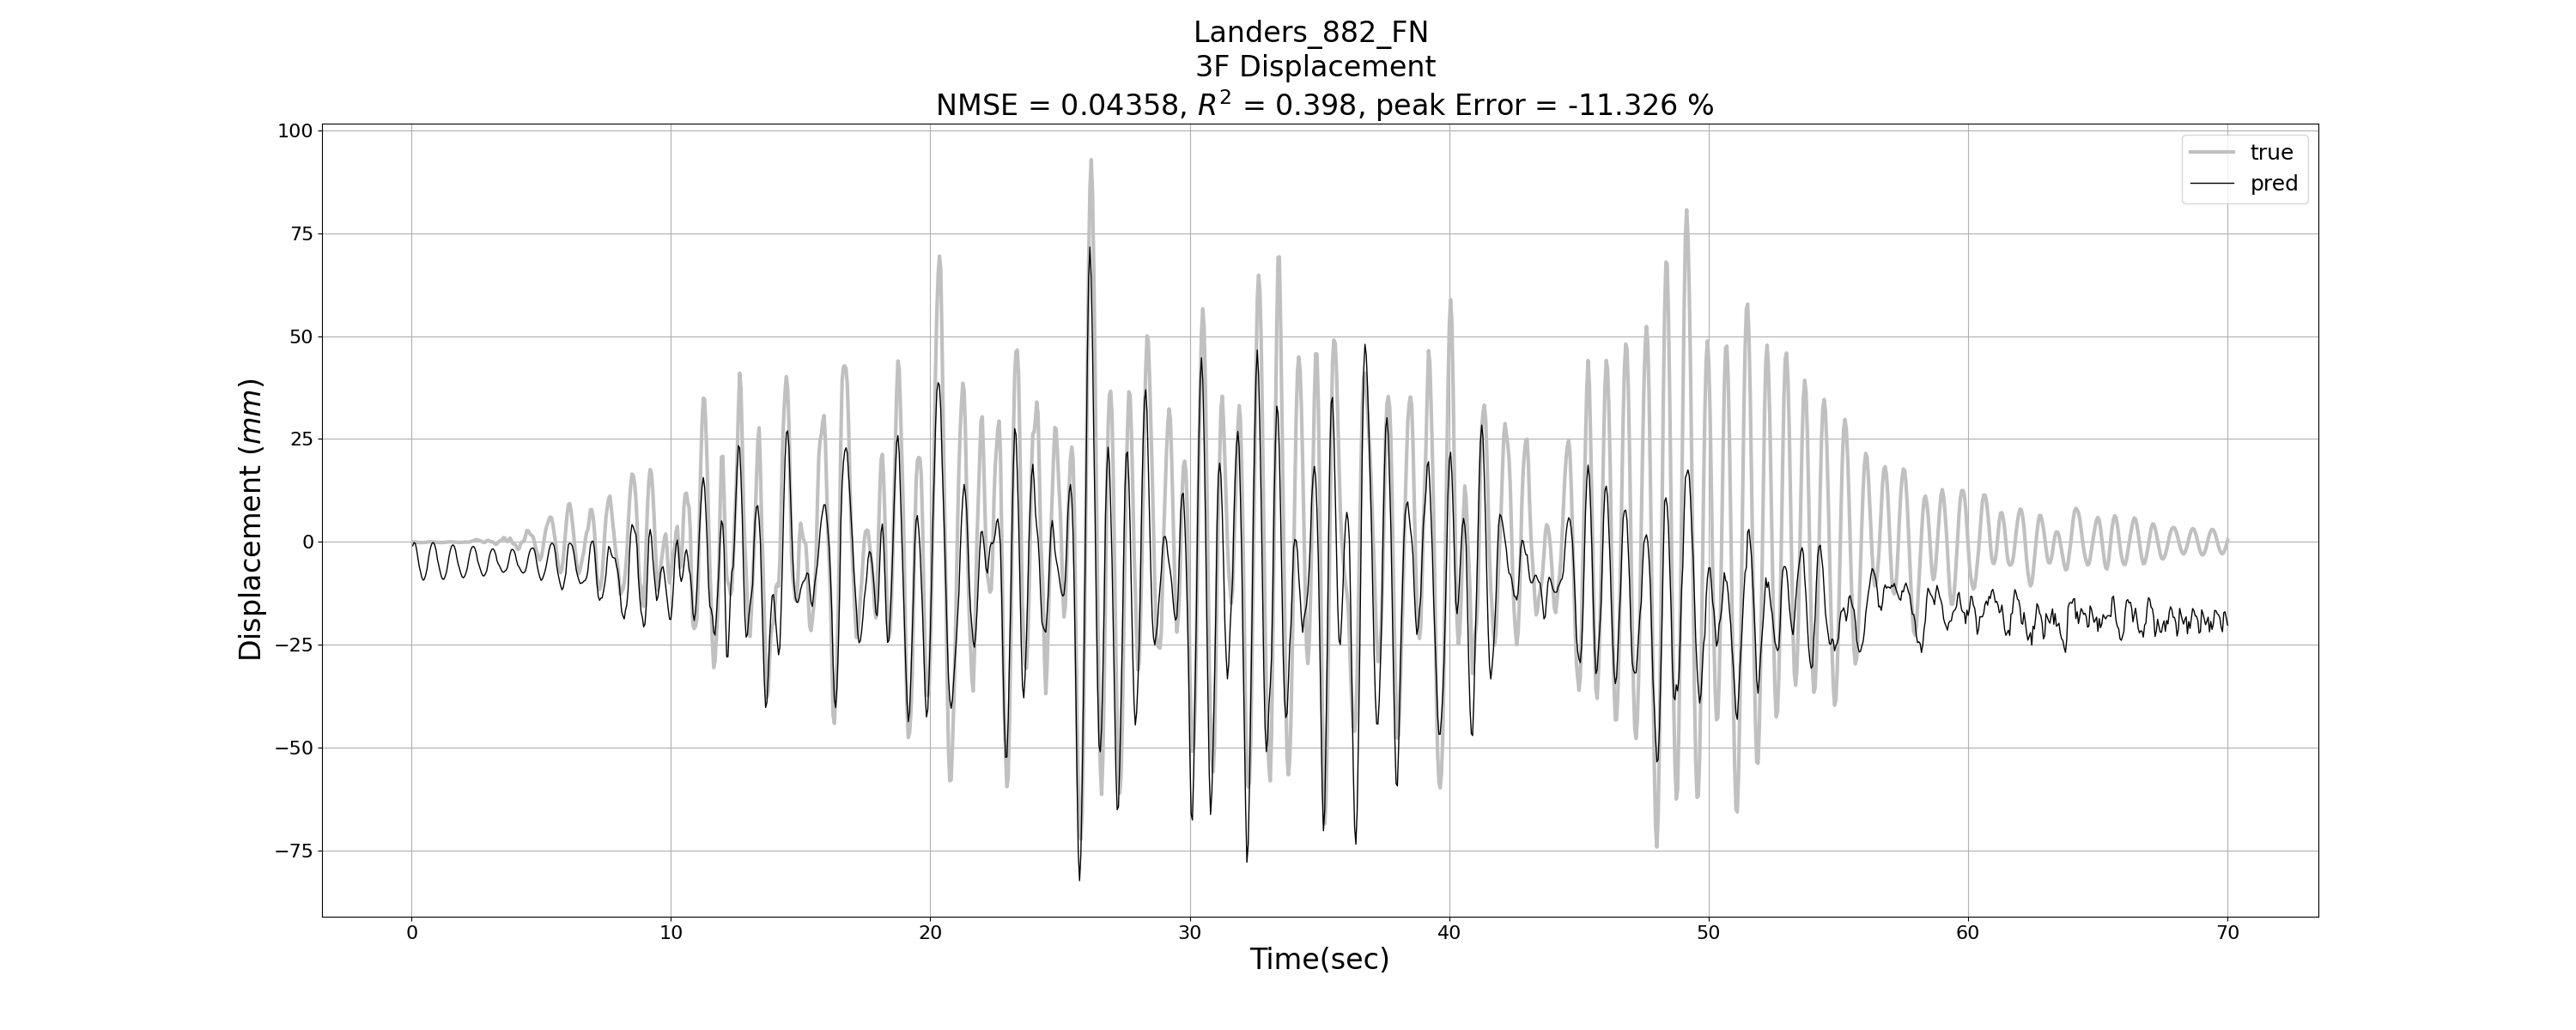 Landers_882_FN
3F Displacement
NMSE = 0.04358, R² = 0.398, peak Error = -11.326 %
100
75
50
25
0
−25
−50
−75
Displacement (mm)
true
pred
0 10 20 30 40 50 60 70
Time(sec)